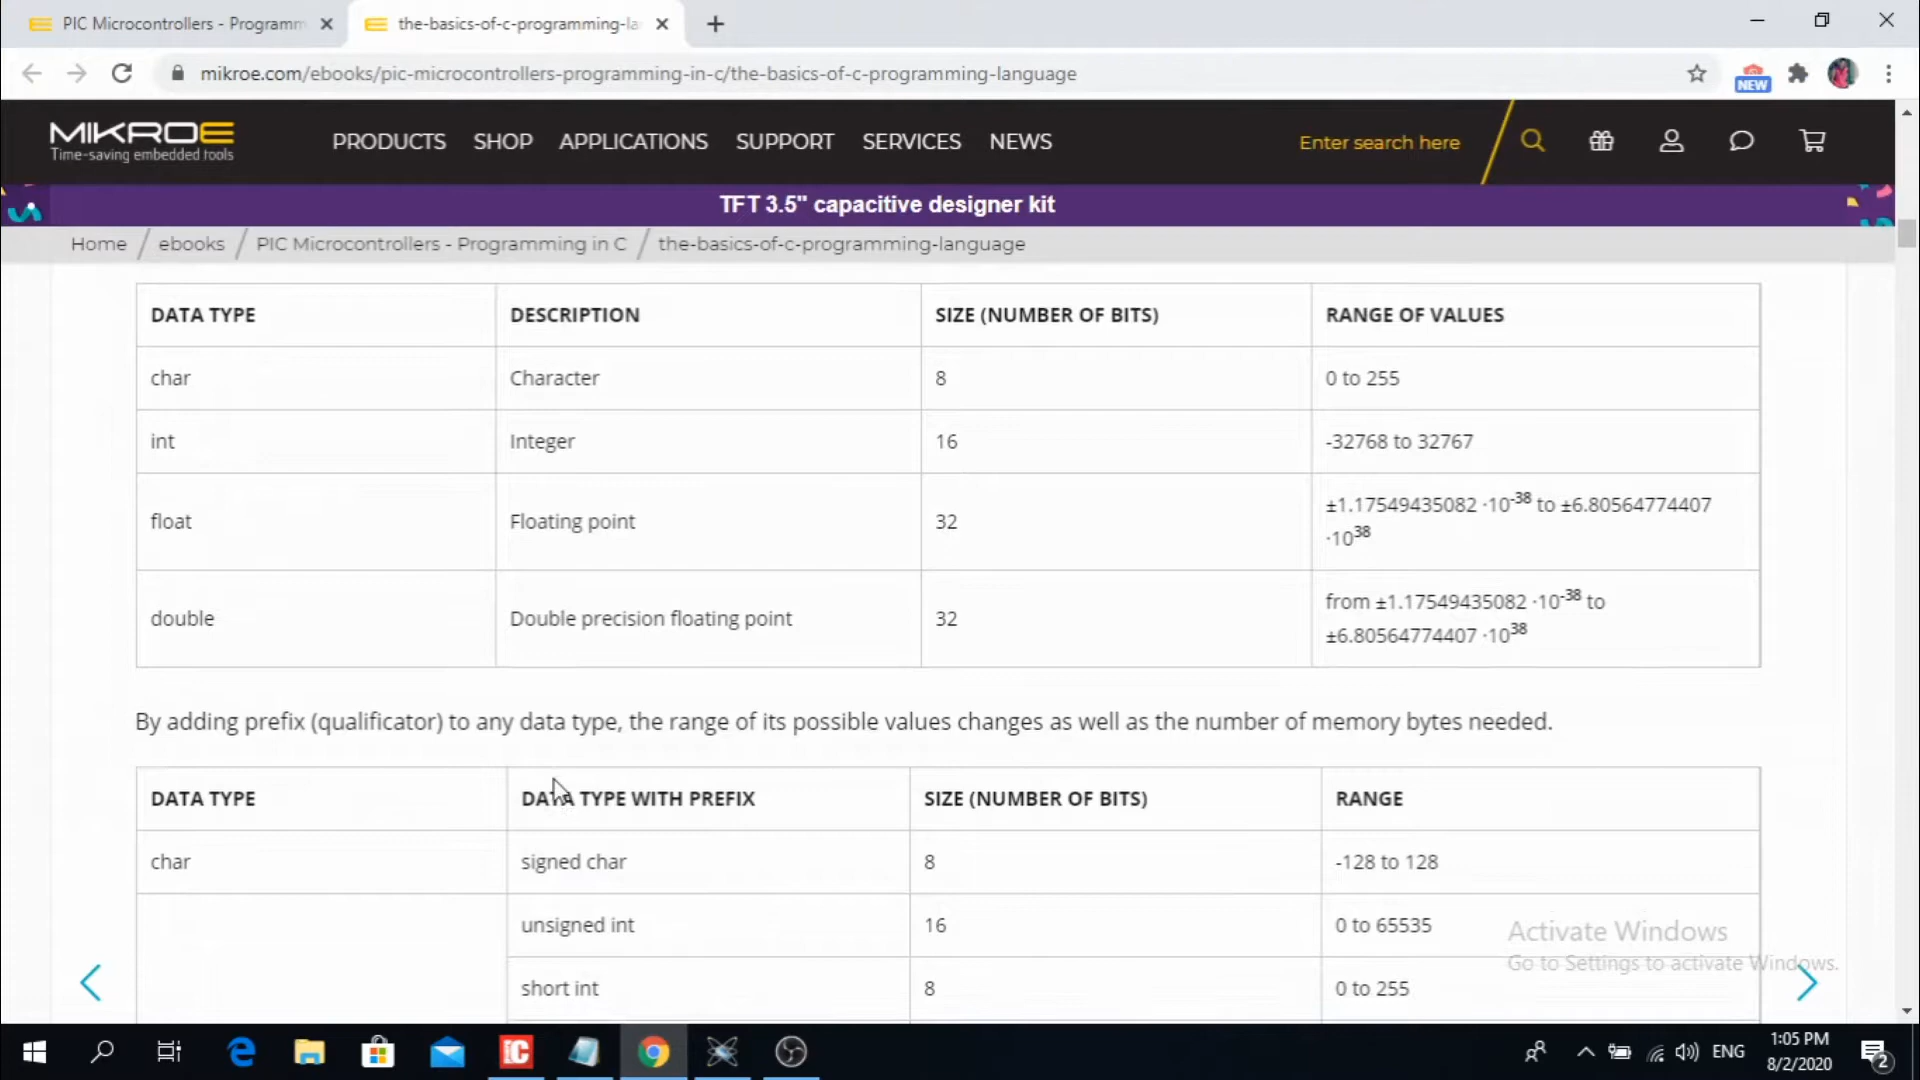 PIC Microcontrollers - Programm
the-basics-of-c-programming-la
mikroe.com/ebooks/pic-microcontrollers-programming-in-c/the-basics-of-c-programming-language
NEW
MIKROE
Time-saving embedded tools
PRODUCTS SHOP APPLICATIONS SUPPORT SERVICES NEWS
Enter search here
TFT 3.5" capacitive designer kit
Home / ebooks / PIC Microcontrollers - Programming in C / the-basics-of-c-programming-language
DATA TYPE DESCRIPTION SIZE (NUMBER OF BITS) RANGE OF VALUES
char Character 8 0 to 255
int Integer 16 -32768 to 32767
float Floating point 32 ±1.17549435082 ·10-38 to ±6.80564774407
·1038
double Double precision floating point 32 from ±1.17549435082 ·10-38 to
±6.80564774407 ·1038
By adding prefix (qualificator) to any data type, the range of its possible values changes as well as the number of memory bytes needed.
DATA TYPE DATA TYPE WITH PREFIX SIZE (NUMBER OF BITS) RANGE
char signed char 8 -128 to 128
unsigned int 16 0 to 65535
short int 8 0 to 255
Activate Windows
Go to Settings to activate Windows.
ENG
1:05 PM
8/2/2020
2